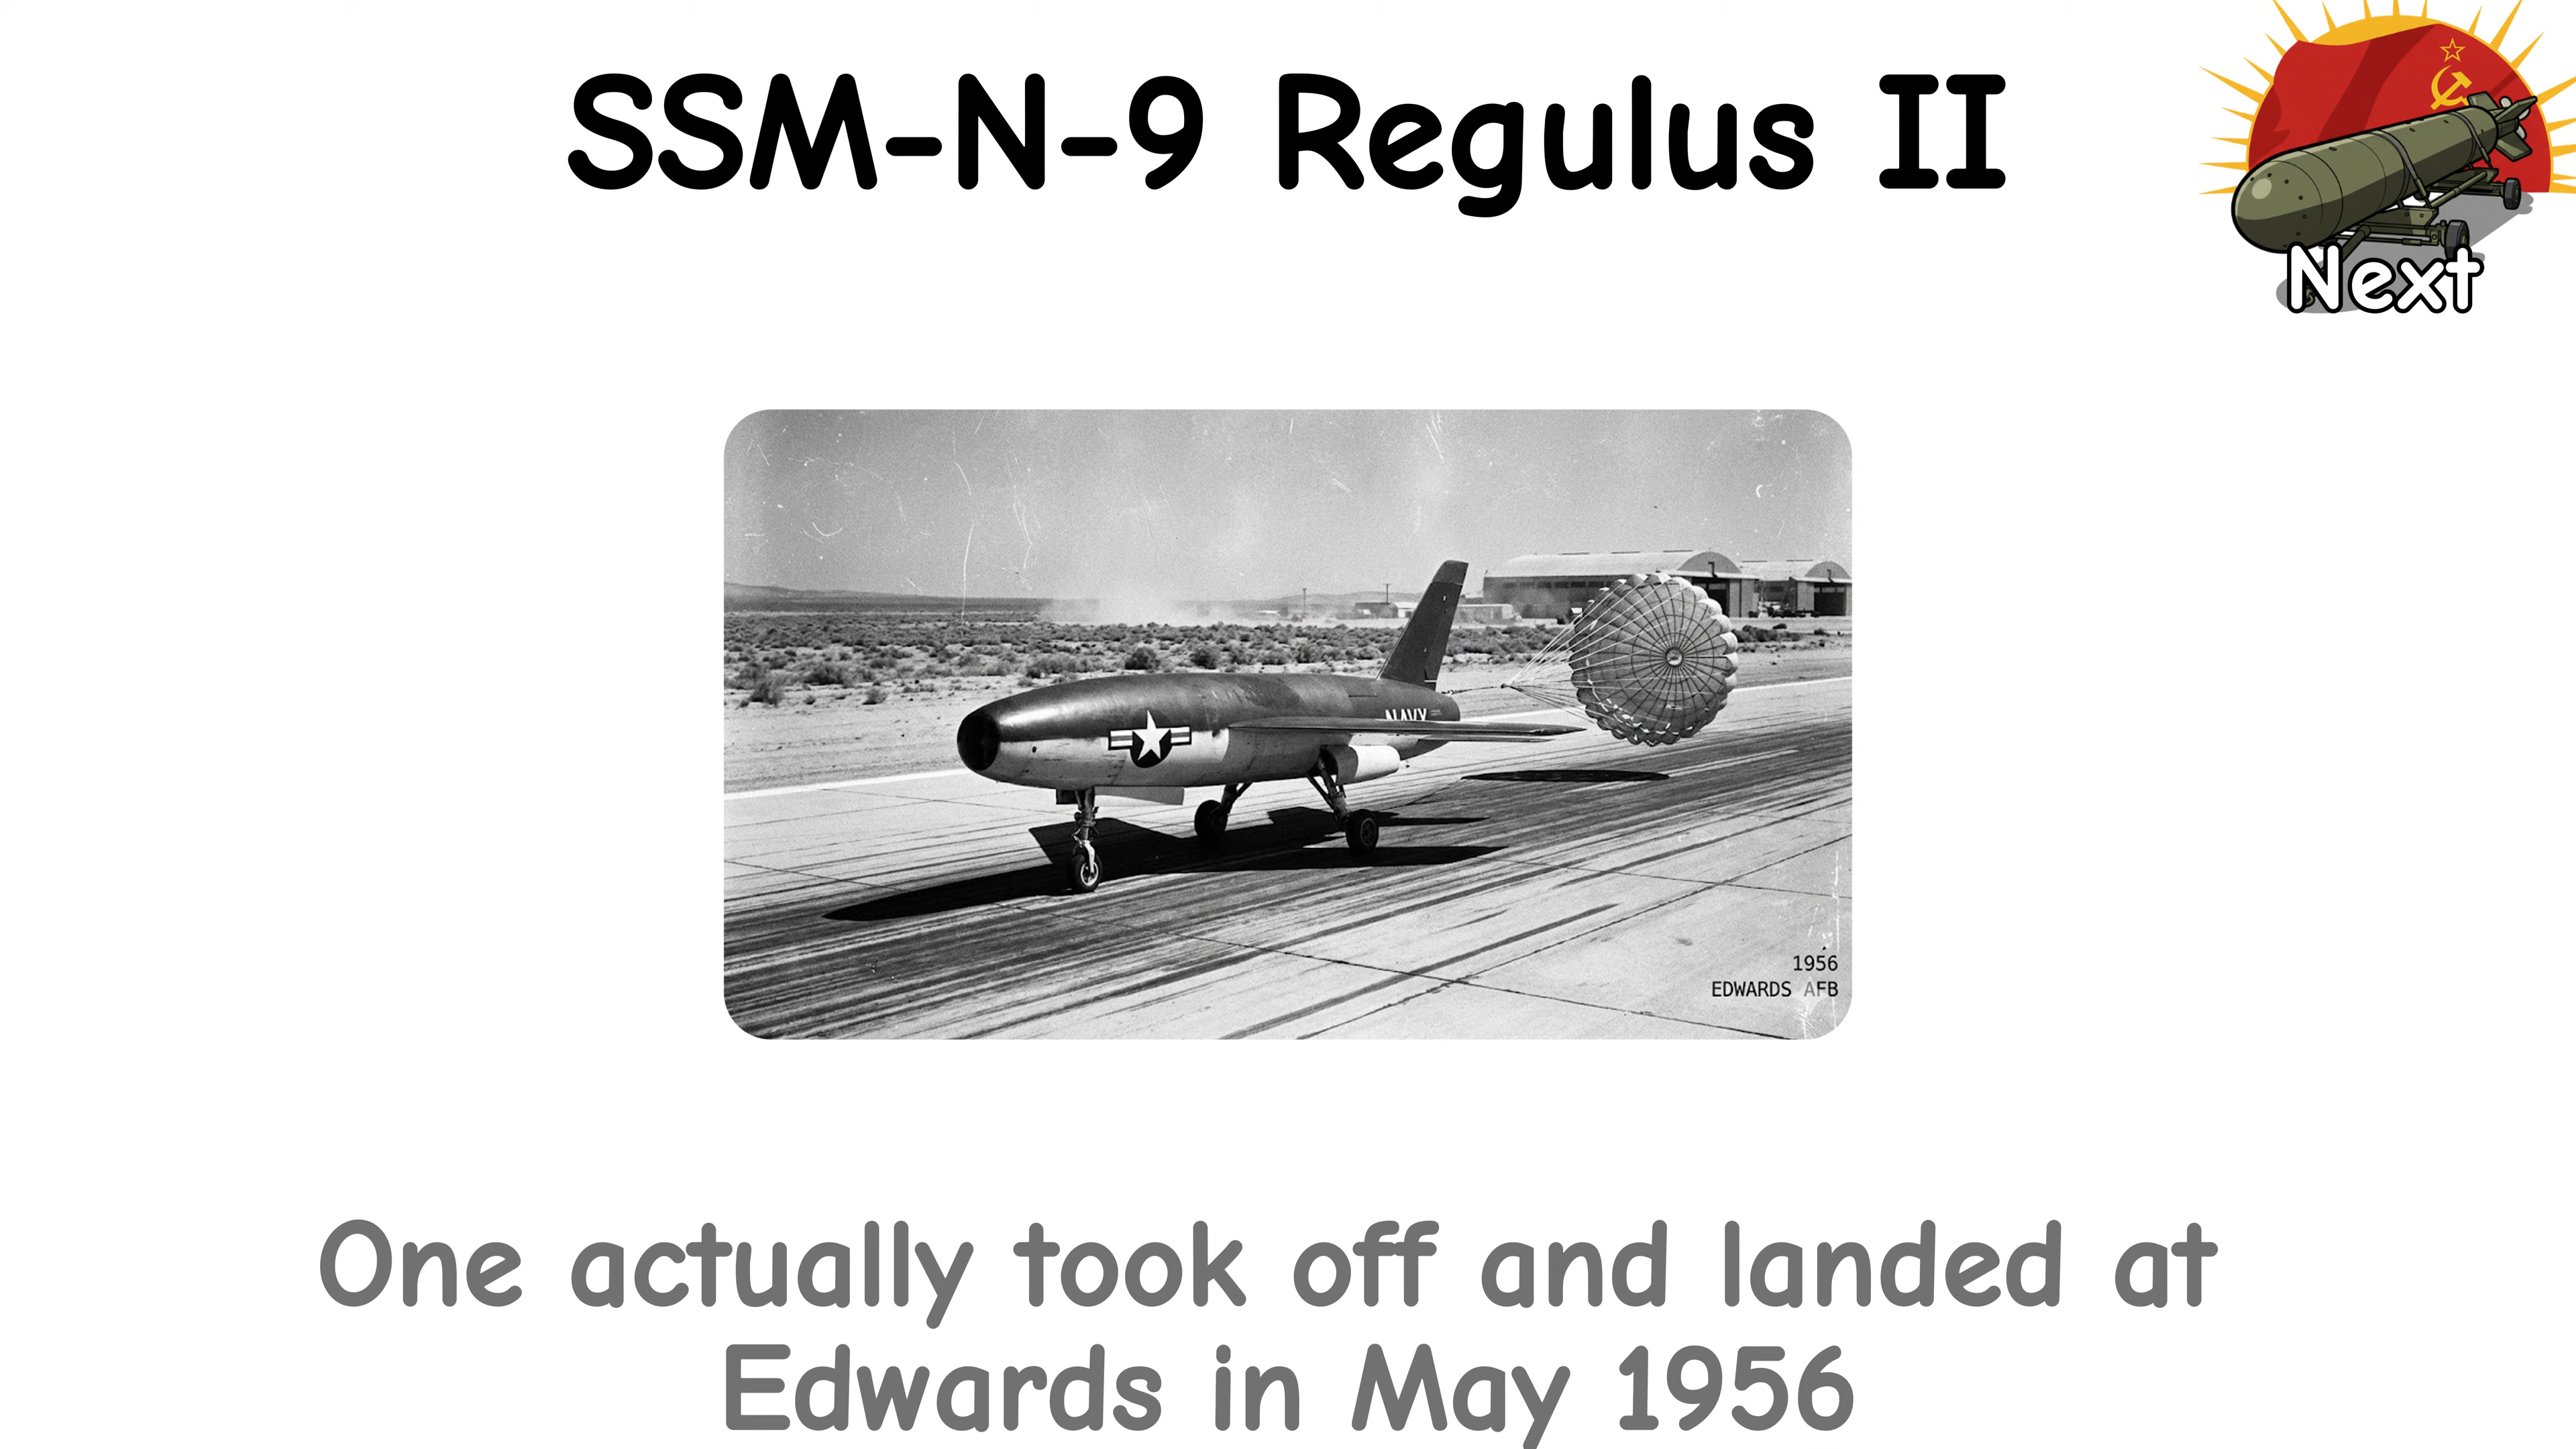 SSM-N-9 Regulus II
Next
NAVY
1956
EDWARDS AFB
One actually took off and landed at
Edwards in May 1956